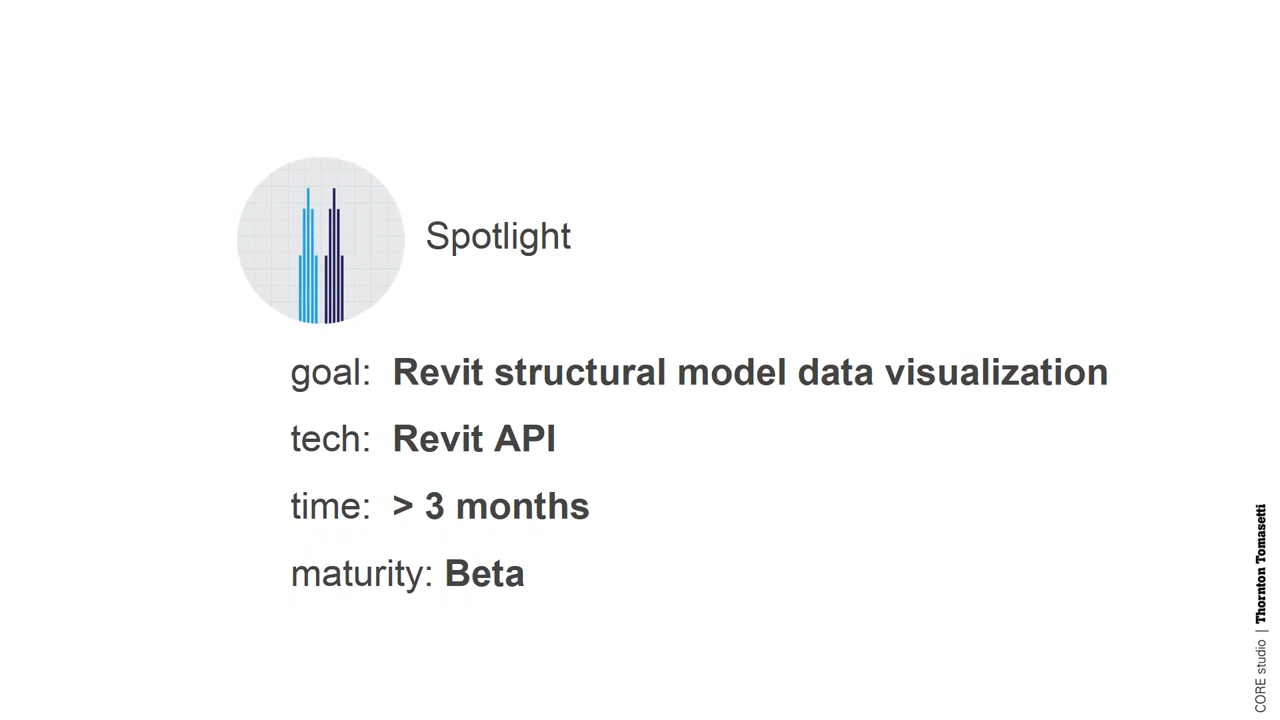 Spotlight
goal: Revit structural model data visualization
tech: Revit API
time: > 3 months
maturity: Beta
CORE studio | Thornton Tomasetti